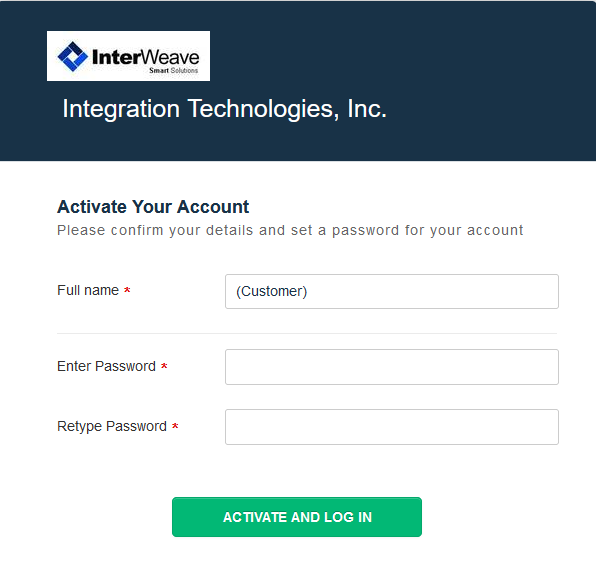 InterWeave
Smart Solutions
Integration Technologies, Inc.
Activate Your Account
Please confirm your details and set a password for your account
Full name *
(Customer)
Enter Password *
Retype Password *
ACTIVATE AND LOG IN